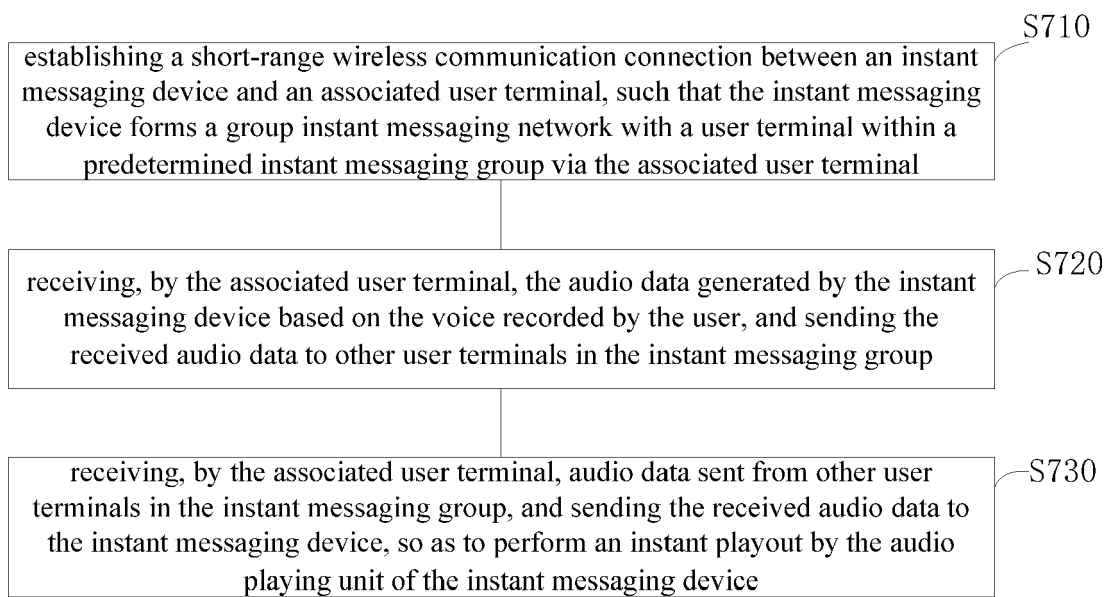 S710
establishing a short-range wireless communication connection between an instant
messaging device and an associated user terminal, such that the instant messaging
device forms a group instant messaging network with a user terminal within a
predetermined instant messaging group via the associated user terminal
S720
receiving, by the associated user terminal, the audio data generated by the instant
messaging device based on the voice recorded by the user, and sending the
received audio data to other user terminals in the instant messaging group
S730
receiving, by the associated user terminal, audio data sent from other user
terminals in the instant messaging group, and sending the received audio data to
the instant messaging device, so as to perform an instant playout by the audio
playing unit of the instant messaging device